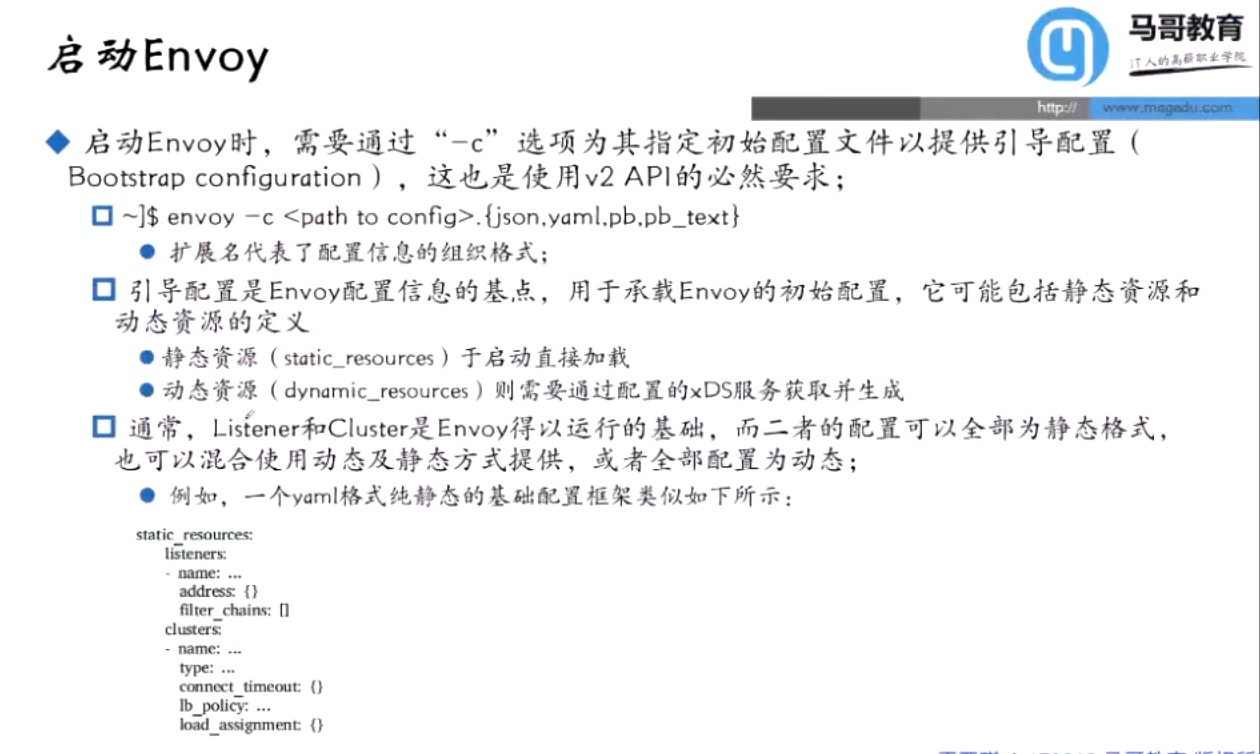 启动Envoy
马哥教育
IT人的高薪职业学院
http://
www.magedu.com
启动Envoy时，需要通过“-c”选项为其指定初始配置文件以提供引导配置（
Bootstrap configuration），这也是使用v2 API的必然要求；
~]$ envoy -c <path to config>.{json,yaml,pb,pb_text}
扩展名代表了配置信息的组织格式；
引导配置是Envoy配置信息的基点，用于承载Envoy的初始配置，它可能包括静态资源和
动态资源的定义
静态资源（static_resources）于启动直接加载
动态资源（dynamic_resources）则需要通过配置的xDS服务获取并生成
通常，Listener和Cluster是Envoy得以运行的基础，而二者的配置可以全部为静态格式，
也可以混合使用动态及静态方式提供，或者全部配置为动态；
例如，一个yaml格式纯静态的基础配置框架类似如下所示：
static_resources:
listeners:
- name: ...
address: {}
filter_chains: []
clusters:
- name: ...
type: ...
connect_timeout: {}
lb_policy: ...
load_assignment: {}